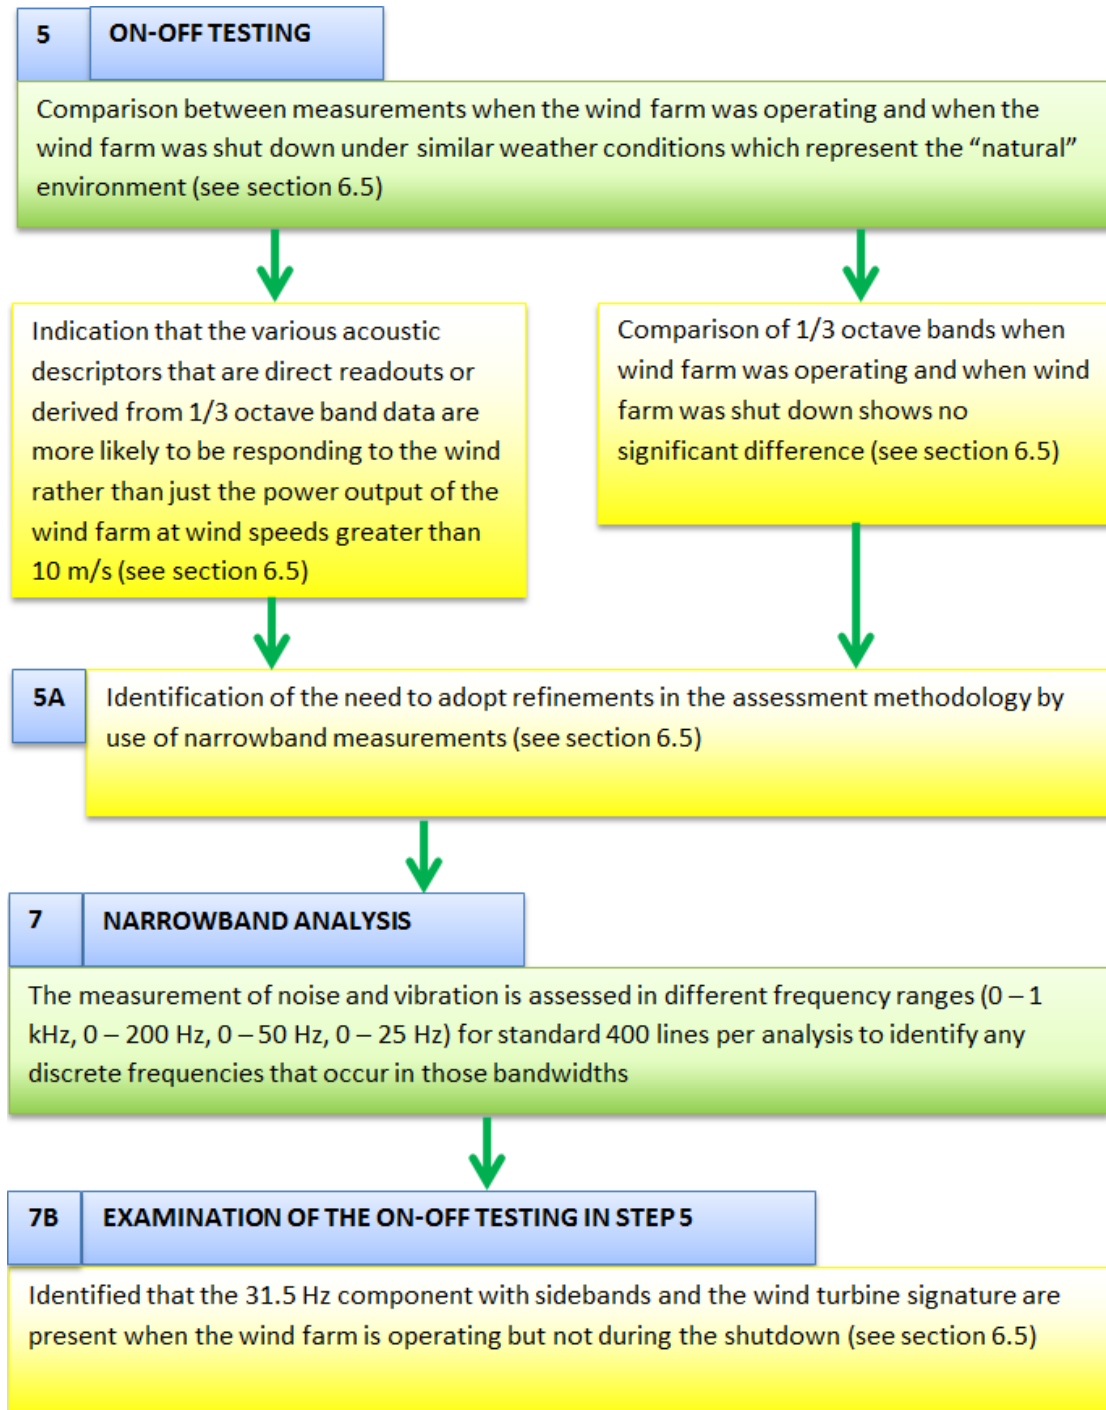 5
ON-OFF TESTING
Comparison between measurements when the wind farm was operating and when the
wind farm was shut down under similar weather conditions which represent the “natural”
environment (see section 6.5)
Indication that the various acoustic
descriptors that are direct readouts or
derived from 1/3 octave band data are
more likely to be responding to the wind
rather than just the power output of the
wind farm at wind speeds greater than
10 m/s (see section 6.5)
Comparison of 1/3 octave bands when
wind farm was operating and when wind
farm was shut down shows no
significant difference (see section 6.5)
5A
Identification of the need to adopt refinements in the assessment methodology by
use of narrowband measurements (see section 6.5)
7
NARROWBAND ANALYSIS
The measurement of noise and vibration is assessed in different frequency ranges (0 – 1
kHz, 0 – 200 Hz, 0 – 50 Hz, 0 – 25 Hz) for standard 400 lines per analysis to identify any
discrete frequencies that occur in those bandwidths
7B
EXAMINATION OF THE ON-OFF TESTING IN STEP 5
Identified that the 31.5 Hz component with sidebands and the wind turbine signature are
present when the wind farm is operating but not during the shutdown (see section 6.5)